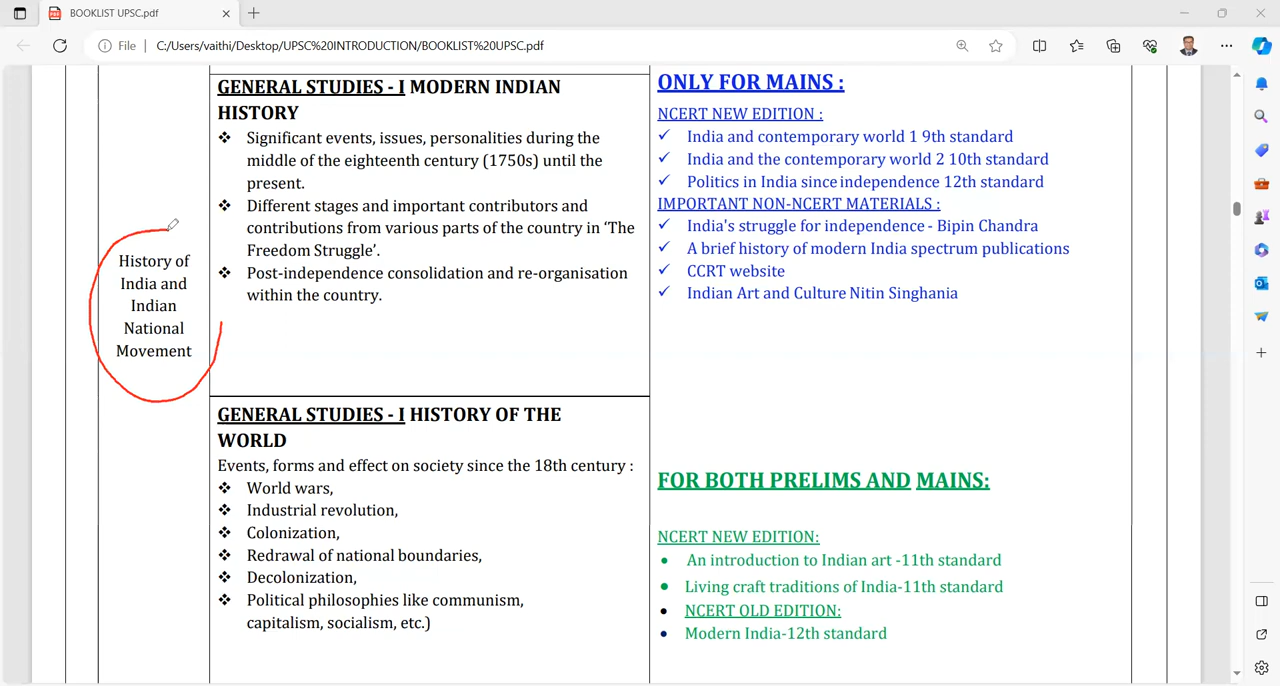 BOOKLIST UPSC.pdf
File
C:/Users/vaithi/Desktop/UPSC%20INTRODUCTION/BOOKLIST%20UPSC.pdf
History of
India and
Indian
National
Movement
GENERAL STUDIES - I MODERN INDIAN
HISTORY
❖ Significant events, issues, personalities during the
middle of the eighteenth century (1750s) until the
present.
❖ Different stages and important contributors and
contributions from various parts of the country in ‘The
Freedom Struggle’.
❖ Post-independence consolidation and re-organisation
within the country.
GENERAL STUDIES - I HISTORY OF THE
WORLD
Events, forms and effect on society since the 18th century :
❖ World wars,
❖ Industrial revolution,
❖ Colonization,
❖ Redrawal of national boundaries,
❖ Decolonization,
❖ Political philosophies like communism,
capitalism, socialism, etc.)
ONLY FOR MAINS :
NCERT NEW EDITION :
✓ India and contemporary world 1 9th standard
✓ India and the contemporary world 2 10th standard
✓ Politics in India since independence 12th standard
IMPORTANT NON-NCERT MATERIALS :
✓ India's struggle for independence - Bipin Chandra
✓ A brief history of modern India spectrum publications
✓ CCRT website
✓ Indian Art and Culture Nitin Singhania
FOR BOTH PRELIMS AND MAINS:
NCERT NEW EDITION:
• An introduction to Indian art -11th standard
• Living craft traditions of India-11th standard
• NCERT OLD EDITION:
• Modern India-12th standard